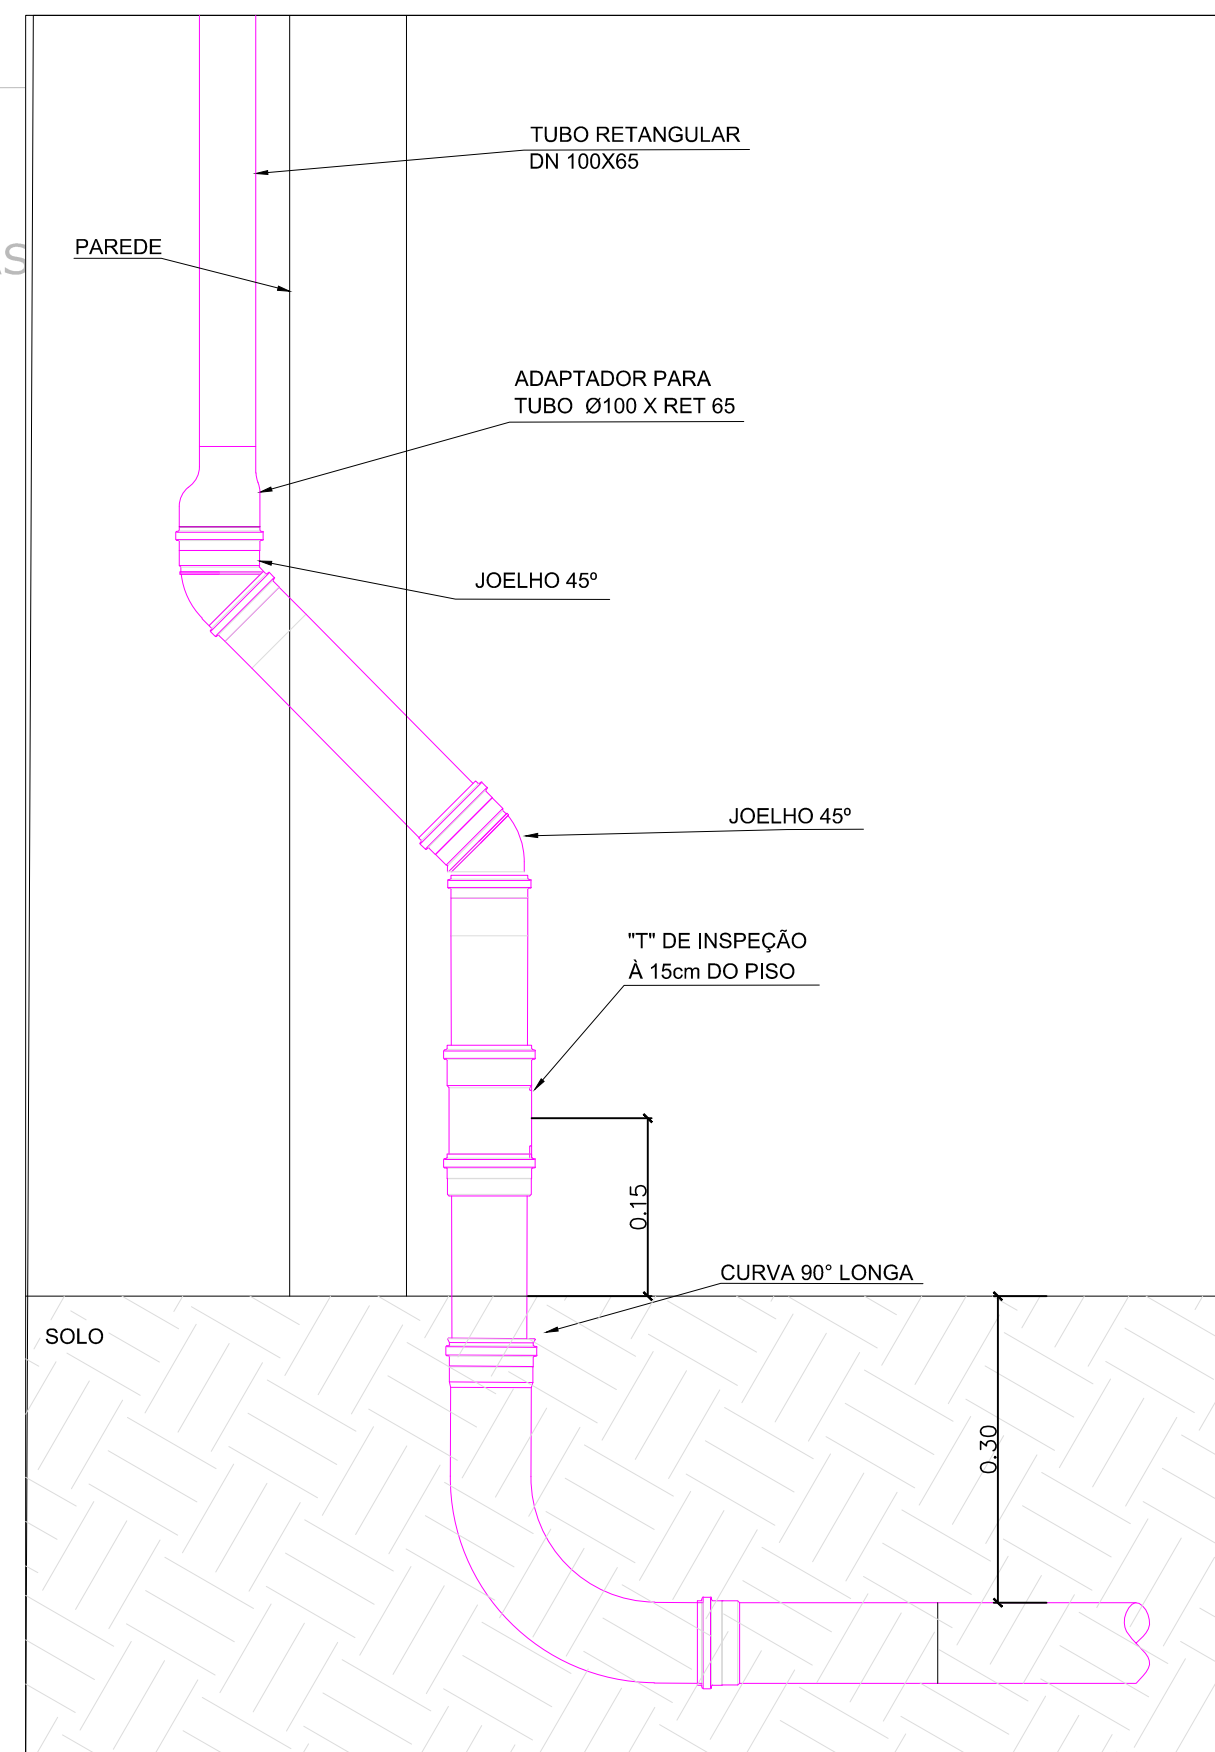 TUBO RETANGULAR
DN 100X65
AS
PAREDE
ADAPTADOR PARA
TUBO Ø100 X RET 65
JOELHO 45º
JOELHO 45º
"T" DE INSPEÇÃO
À 15cm DO PISO
0.15
CURVA 90° LONGA
SOLO
0.30